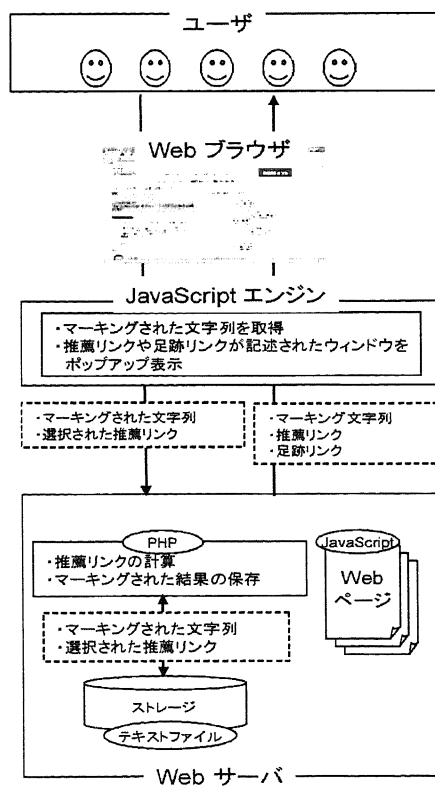 ユーザ
Web ブラウザ
JavaScript エンジン
・マーキングされた文字列を取得
・推薦リンクや足跡リンクが記述されたウィンドウを
ポップアップ表示
・マーキングされた文字列
・選択された推薦リンク
・マーキング文字列
・推薦リンク
・足跡リンク
PHP
・推薦リンクの計算
・マーキングされた結果の保存
JavaScript
Web
ページ
・マーキングされた文字列
・選択された推薦リンク
ストレージ
テキストファイル
Web サーバ